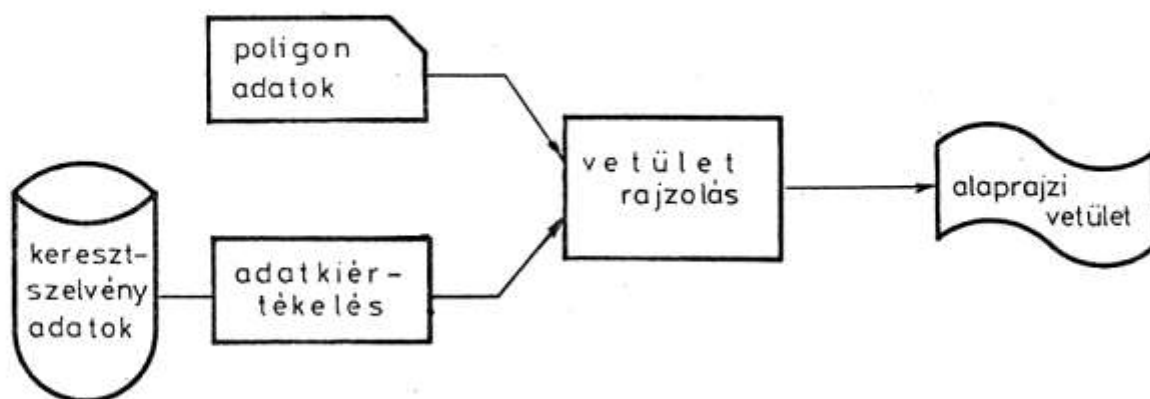 poligon
adatok
kereszt-
szelvény
adatok
adatkiér-
tékelés
vetület
rajzolás
alaprajzi
vetület